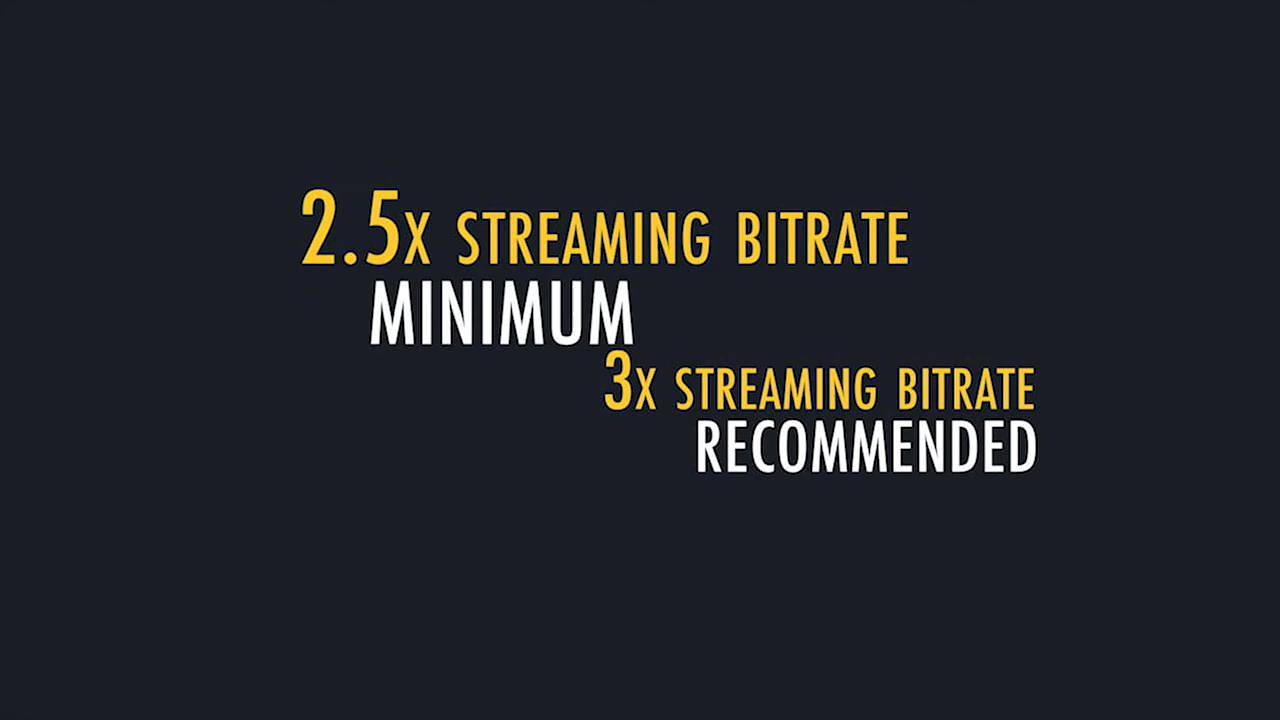 2.5X STREAMING BITRATE
MINIMUM
3X STREAMING BITRATE
RECOMMENDED